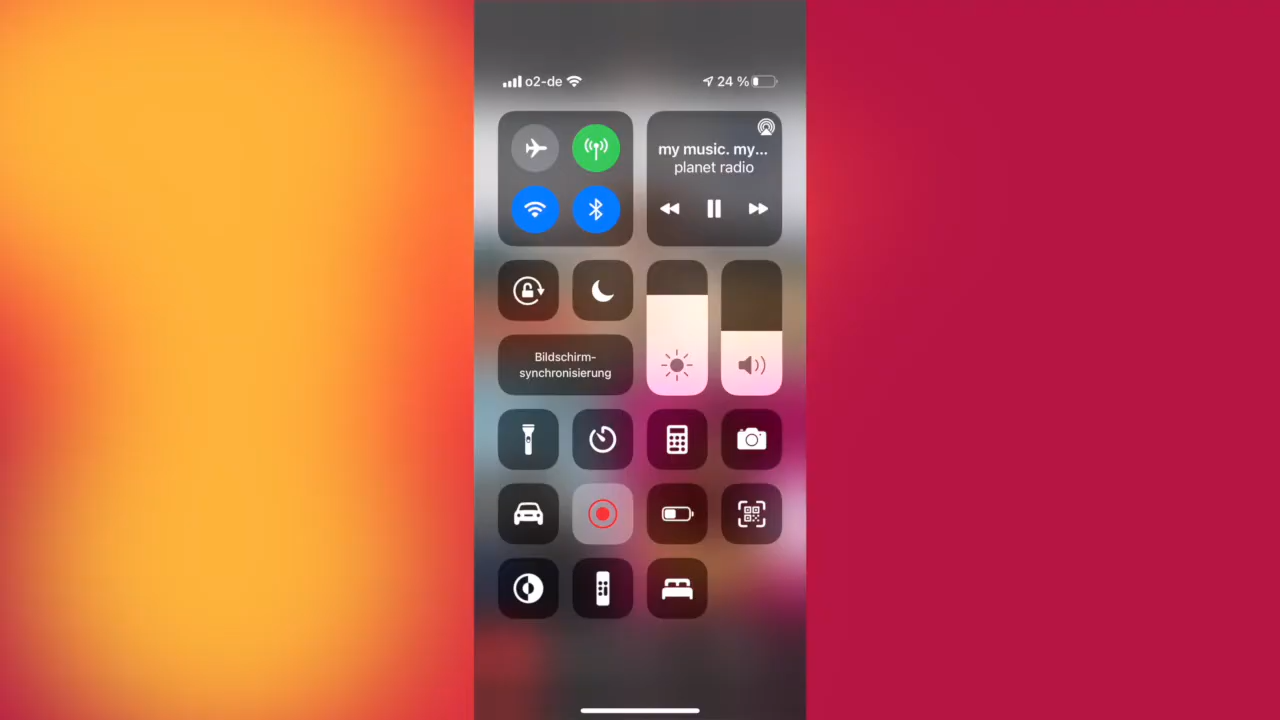 o2-de
24 %
my music. my...
planet radio
Bildschirm-
synchronisierung